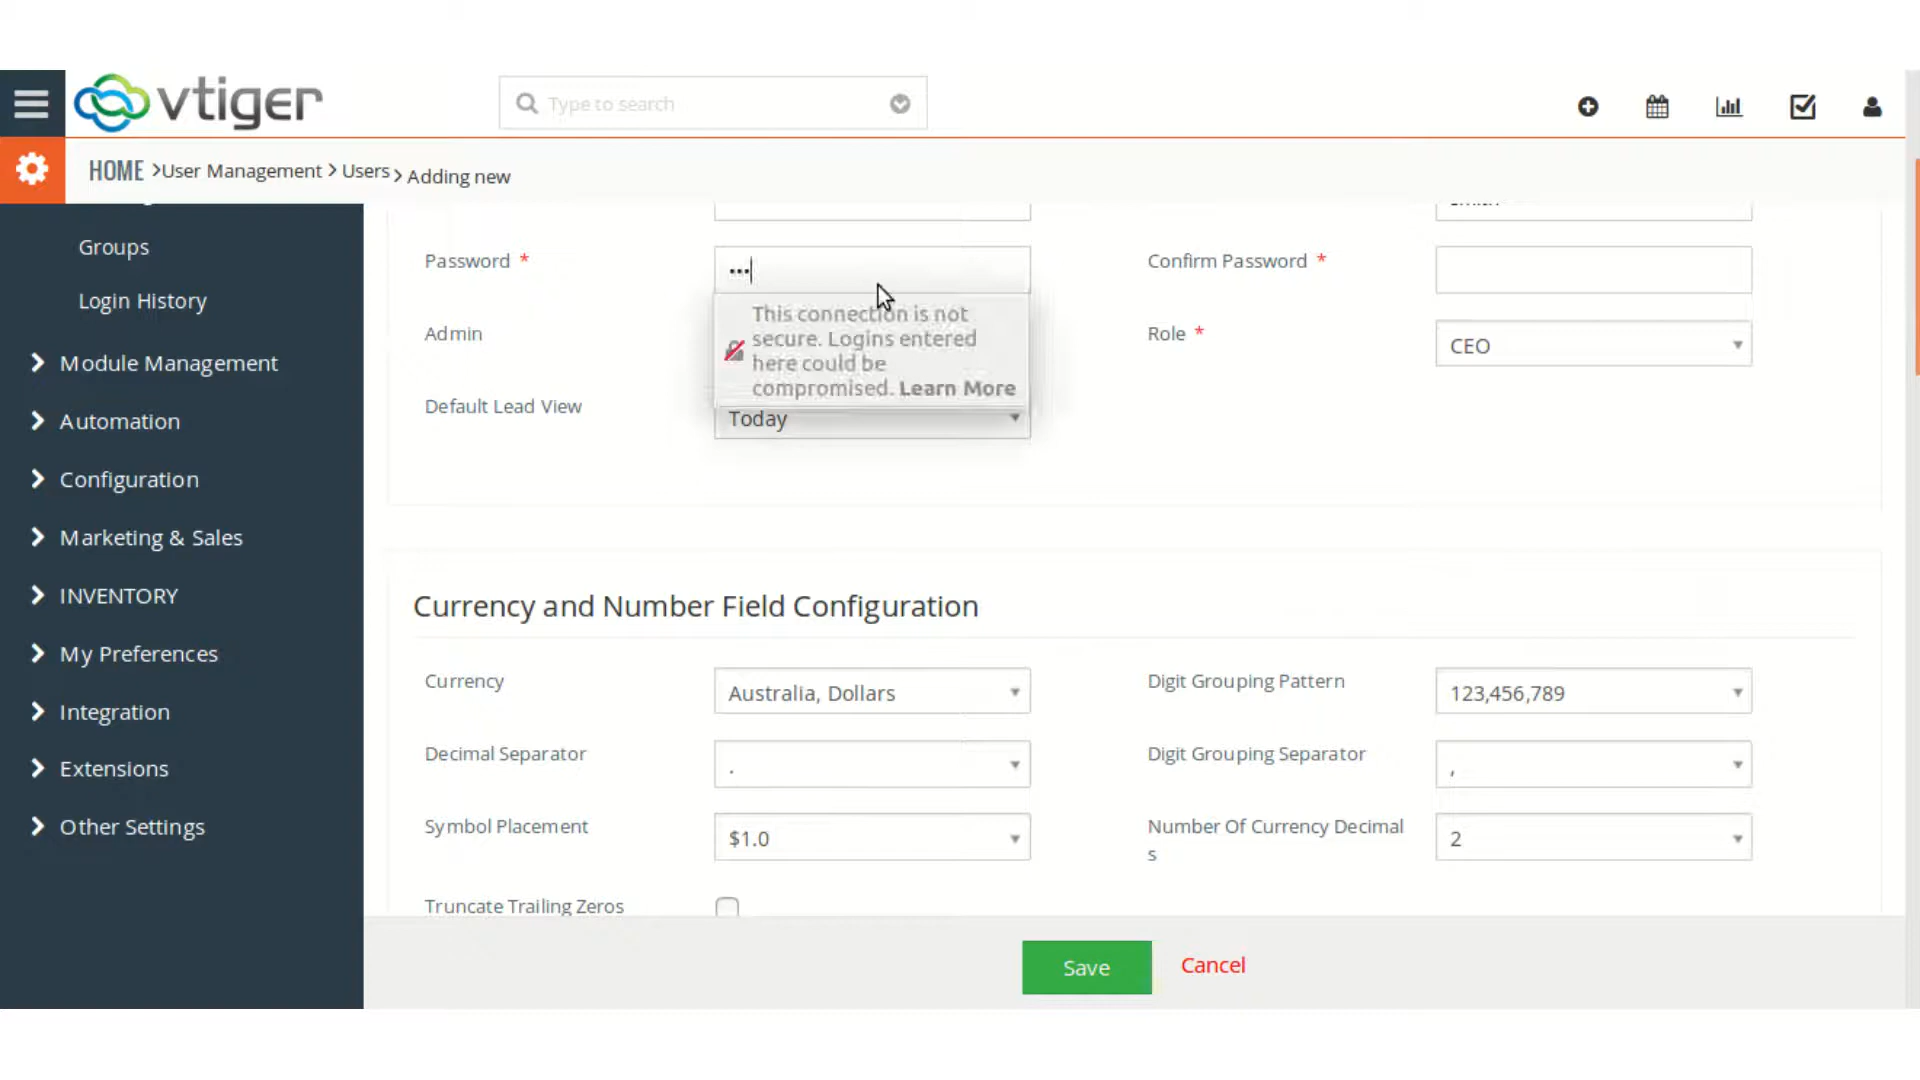 vtiger
Type to search
HOME >User Management > Users > Adding new
Groups
Login History
Module Management
Automation
Configuration
Marketing & Sales
INVENTORY
My Preferences
Integration
Extensions
Other Settings
Password *
Confirm Password *
This connection is not
secure. Logins entered
here could be
compromised. Learn More
Admin
Role *
CEO
Default Lead View
Today
Currency and Number Field Configuration
Currency
Australia, Dollars
Digit Grouping Pattern
123,456,789
Decimal Separator
.
Digit Grouping Separator
,
Symbol Placement
$1.0
Number Of Currency Decimal
s
2
Truncate Trailing Zeros
Save
Cancel